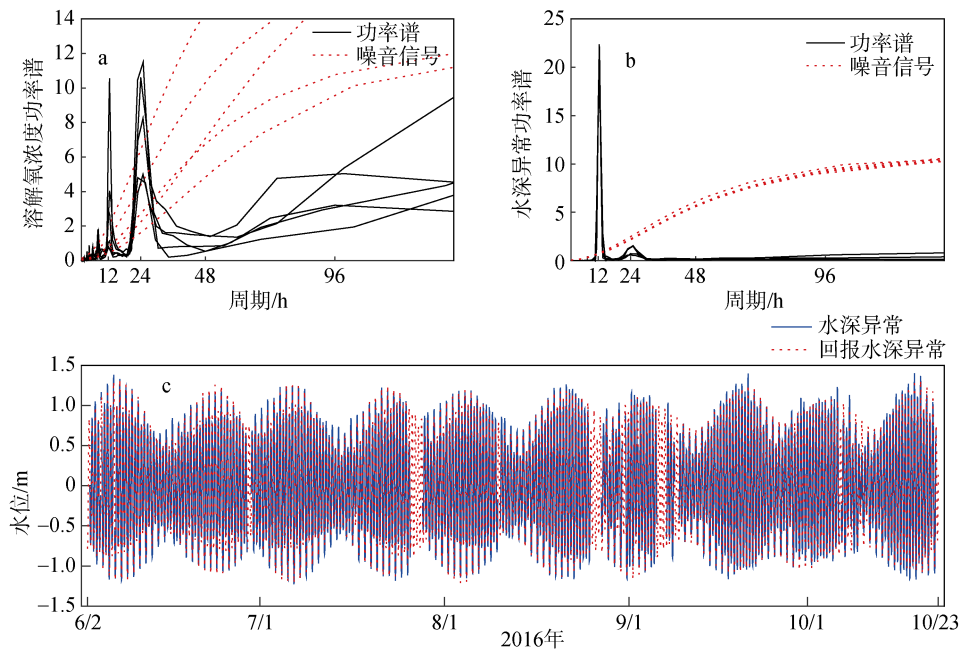 14
12
10
8
6
4
2
0
溶解氧浓度功率谱
a
功率谱
噪音信号
12 24 48 96
周期/h
25
20
15
10
5
0
水深异常功率谱
b
功率谱
噪音信号
12 24 48 96
周期/h
水深异常
回报水深异常
1.5
1.0
0.5
0
−0.5
−1.0
−1.5
水位/m
c
6/2 7/1 8/1 9/1 10/1 10/23
2016年